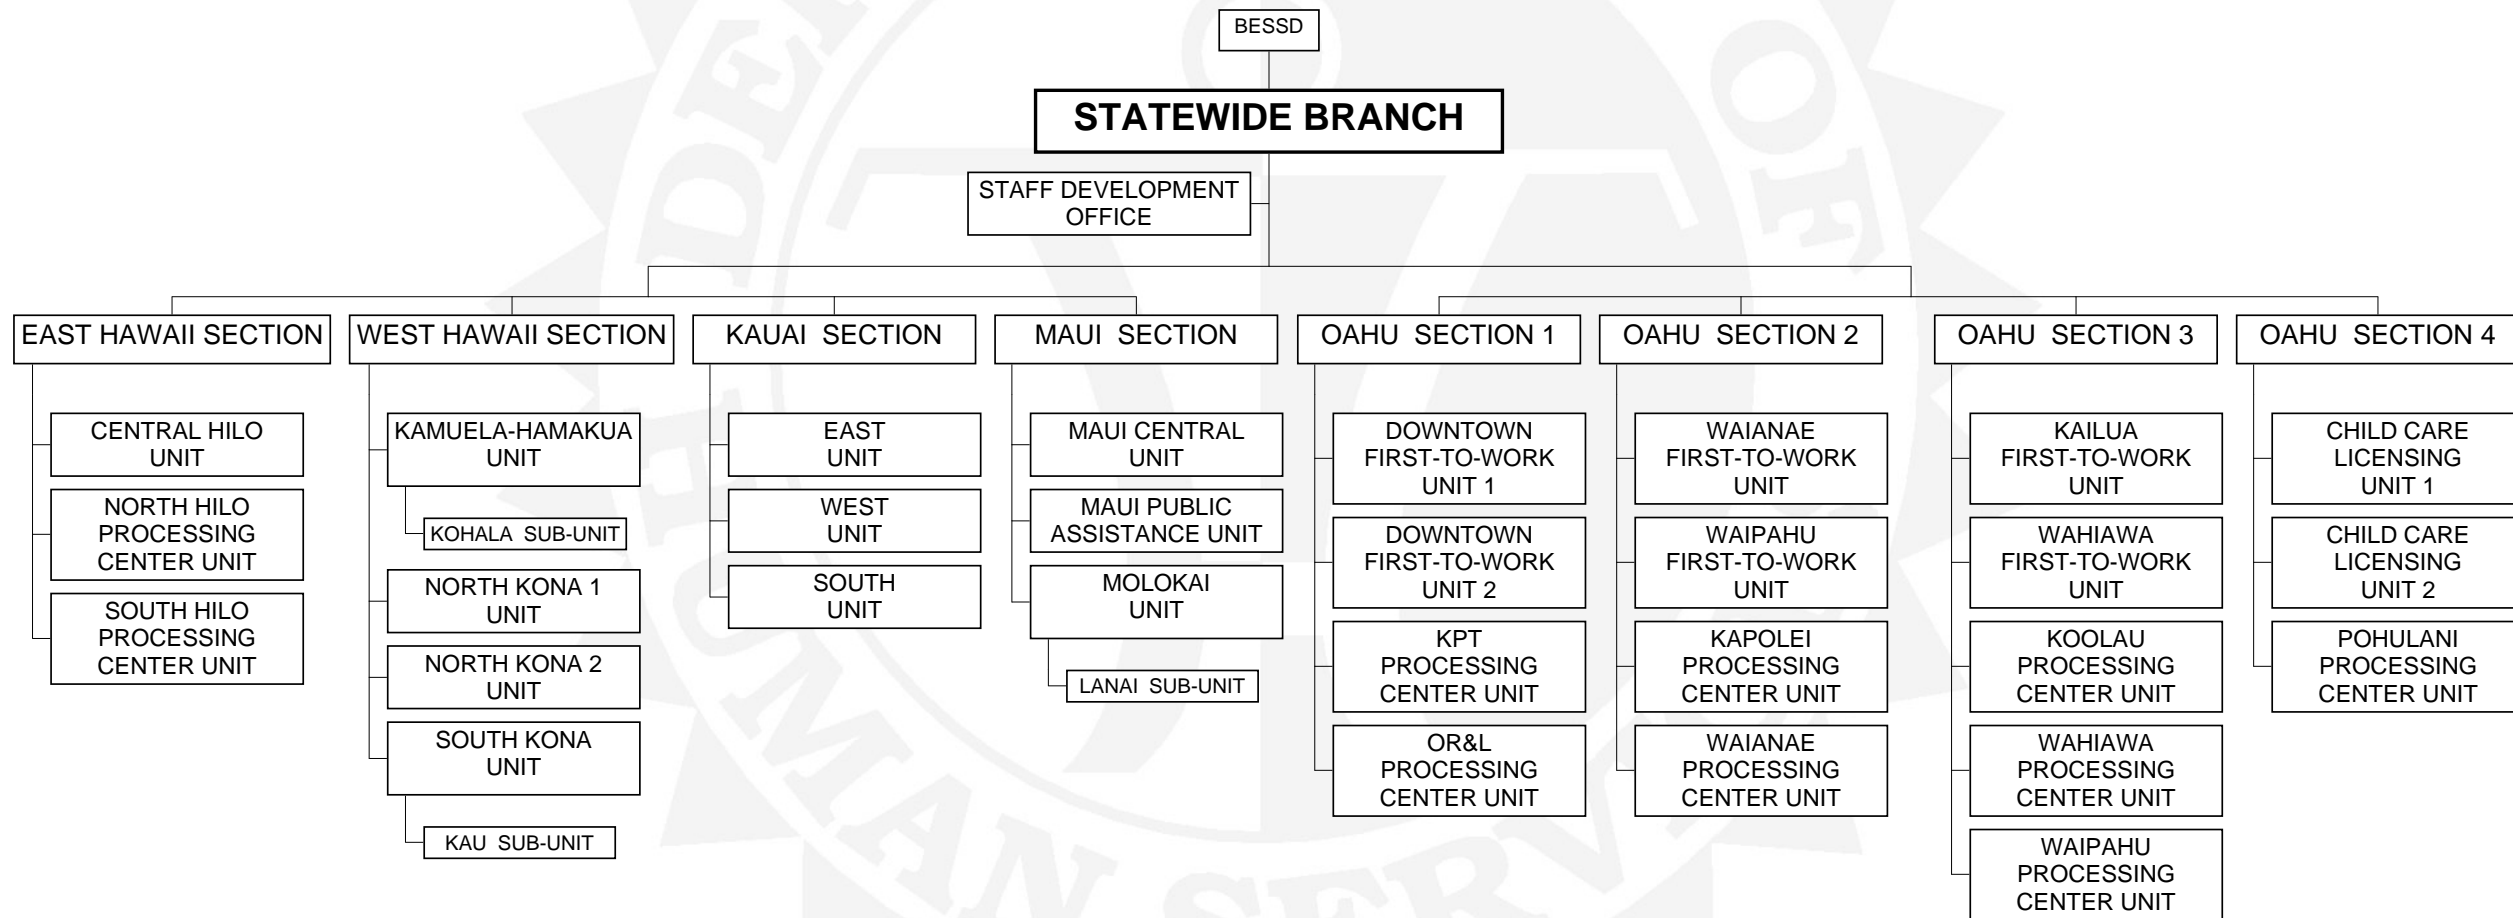 BESSD
STATEWIDE BRANCH
STAFF DEVELOPMENT
OFFICE
EAST HAWAII SECTION
CENTRAL HILO
UNIT
NORTH HILO
PROCESSING
CENTER UNIT
SOUTH HILO
PROCESSING
CENTER UNIT
WEST HAWAII SECTION
KAMUELA-HAMAKUA
UNIT
KOHALA SUB-UNIT
NORTH KONA 1
UNIT
NORTH KONA 2
UNIT
SOUTH KONA
UNIT
KAU SUB-UNIT
KAUAI SECTION
EAST
UNIT
WEST
UNIT
SOUTH
UNIT
MAUI SECTION
MAUI CENTRAL
UNIT
MAUI PUBLIC
ASSISTANCE UNIT
MOLOKAI
UNIT
LANAI SUB-UNIT
OAHU SECTION 1
DOWNTOWN
FIRST-TO-WORK
UNIT 1
DOWNTOWN
FIRST-TO-WORK
UNIT 2
KPT
PROCESSING
CENTER UNIT
OR&L
PROCESSING
CENTER UNIT
OAHU SECTION 2
WAIANAE
FIRST-TO-WORK
UNIT
WAIPAHU
FIRST-TO-WORK
UNIT
KAPOLEI
PROCESSING
CENTER UNIT
WAIANAE
PROCESSING
CENTER UNIT
OAHU SECTION 3
KAILUA
FIRST-TO-WORK
UNIT
WAHIAWA
FIRST-TO-WORK
UNIT
KOOLAU
PROCESSING
CENTER UNIT
WAHIAWA
PROCESSING
CENTER UNIT
WAIPAHU
PROCESSING
CENTER UNIT
OAHU SECTION 4
CHILD CARE
LICENSING
UNIT 1
CHILD CARE
LICENSING
UNIT 2
POHULANI
PROCESSING
CENTER UNIT
OF
HUMAN